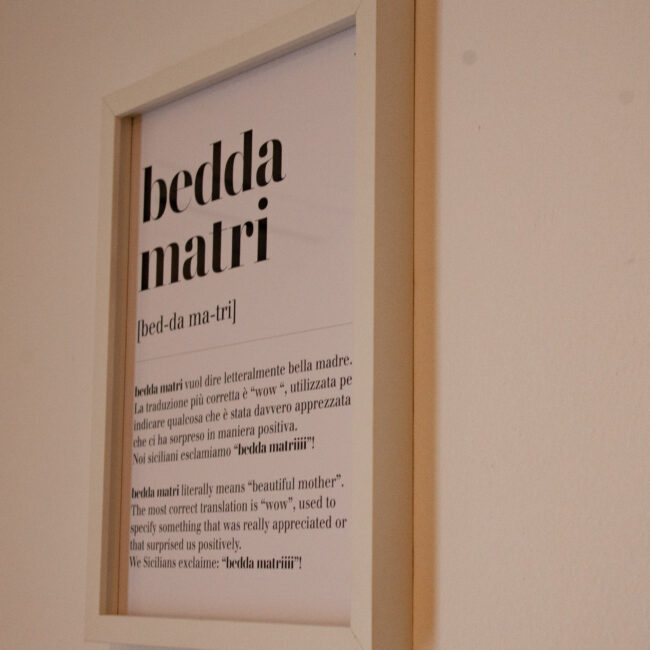 bedda
matri
[bed-da ma-tri]
bedda matri vuol dire letteralmente bella madre.
La traduzione più corretta è “wow “, utilizzata pe
indicare qualcosa che è stata davvero apprezzata
che ci ha sorpreso in maniera positiva.
Noi siciliani esclamiamo “bedda matriiii”!
bedda matri literally means “beautiful mother”.
The most correct translation is “wow”, used to
specify something that was really appreciated or
that surprised us positively.
We Sicilians exclaime: “bedda matriiii”!